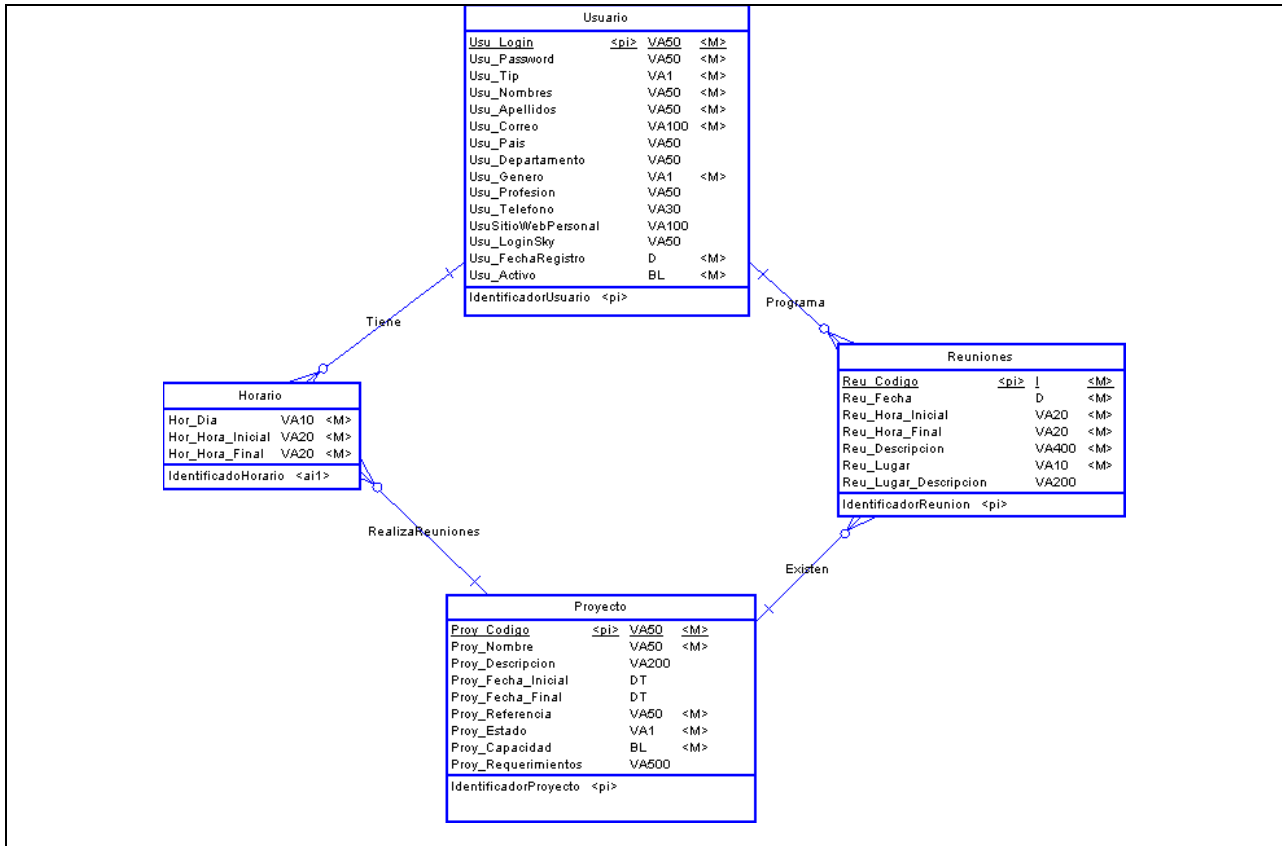 Usuario
Usu_Login <pi> VA50 <M>
Usu_Password VA50 <M>
Usu_Tip VA1 <M>
Usu_Nombres VA50 <M>
Usu_Apellidos VA50 <M>
Usu_Correo VA100 <M>
Usu_Pais VA50
Usu_Departamento VA50
Usu_Genero VA1 <M>
Usu_Profesion VA50
Usu_Telefono VA30
UsuSitioWebPersonal VA100
Usu_LoginSky VA50
Usu_FechaRegistro D <M>
Usu_Activo BL <M>
IdentificadorUsuario <pi>
Tiene
Programa
Horario
Hor_Dia VA10 <M>
Hor_Hora_Inicial VA20 <M>
Hor_Hora_Final VA20 <M>
IdentificadoHorario <ai1>
Reuniones
Reu_Codigo <pi> I <M>
Reu_Fecha D <M>
Reu_Hora_Inicial VA20 <M>
Reu_Hora_Final VA20 <M>
Reu_Descripcion VA400 <M>
Reu_Lugar VA10 <M>
Reu_Lugar_Descripcion VA200
IdentificadorReunion <pi>
RealizaReuniones
Existen
Proyecto
Proy_Codigo <pi> VA50 <M>
Proy_Nombre VA50 <M>
Proy_Descripcion VA200
Proy_Fecha_Inicial DT
Proy_Fecha_Final DT
Proy_Referencia VA50 <M>
Proy_Estado VA1 <M>
Proy_Capacidad BL <M>
Proy_Requerimientos VA500
IdentificadorProyecto <pi>